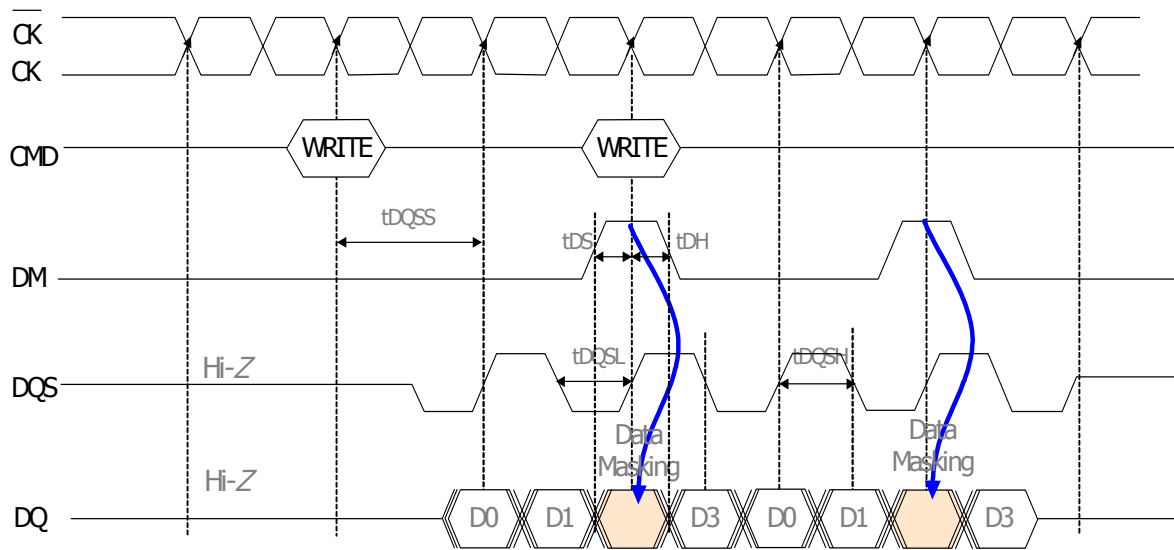 CK
CK
CMD
WRITE
WRITE
tDQSS
tDS
tDH
DM
Hi-Z
tDQSL
tDQSH
DQS
Data
Masking
Data
Masking
Hi-Z
DQ
D0
D1
D3
D0
D1
D3